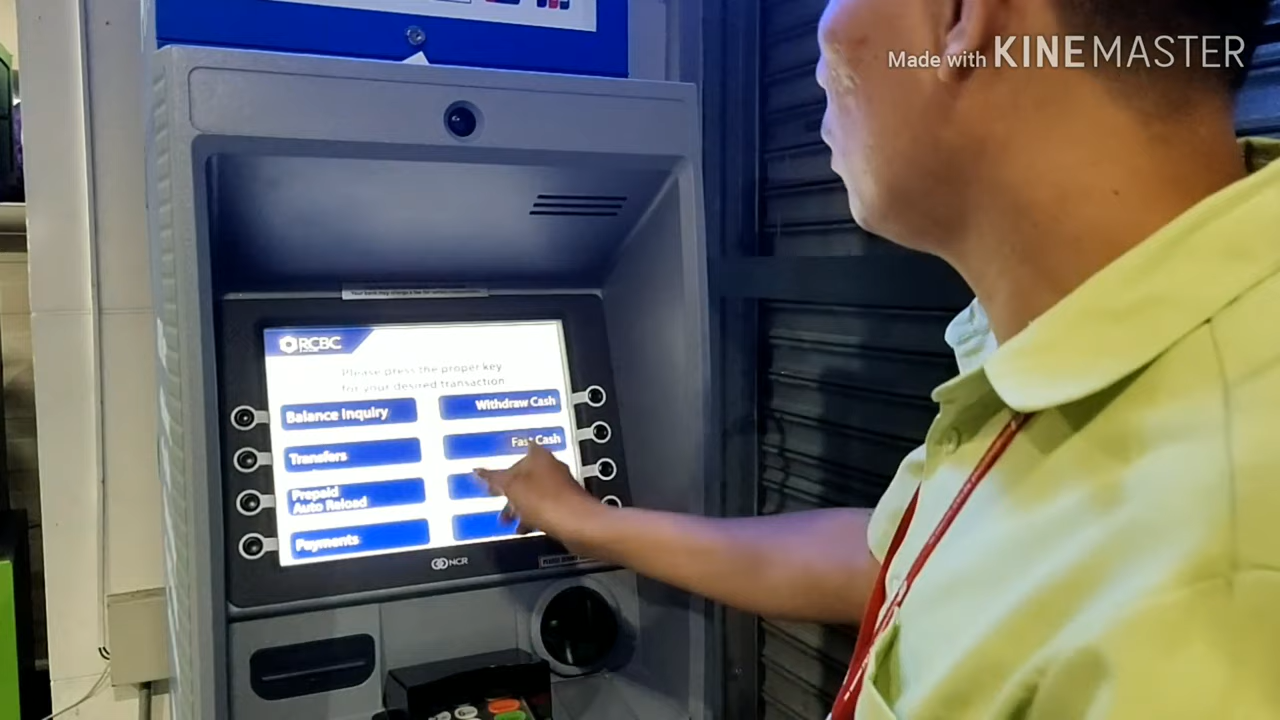 Made with KINEMASTER
RCBC
Please press the proper key
for your desired transaction
Balance Inquiry
Withdraw Cash
Transfers
Fast Cash
Prepaid
Auto Reload
Payments
NCR